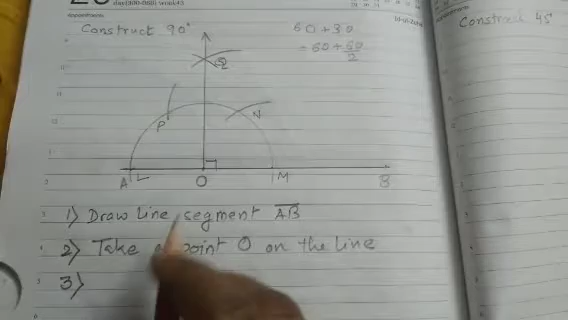 Construct 90°
60+30
= 60 + 60/2
Construct 45°
Q
P
N
A
L
O
M
B
1) Draw line segment AB
2) Take a point O on the line
3)